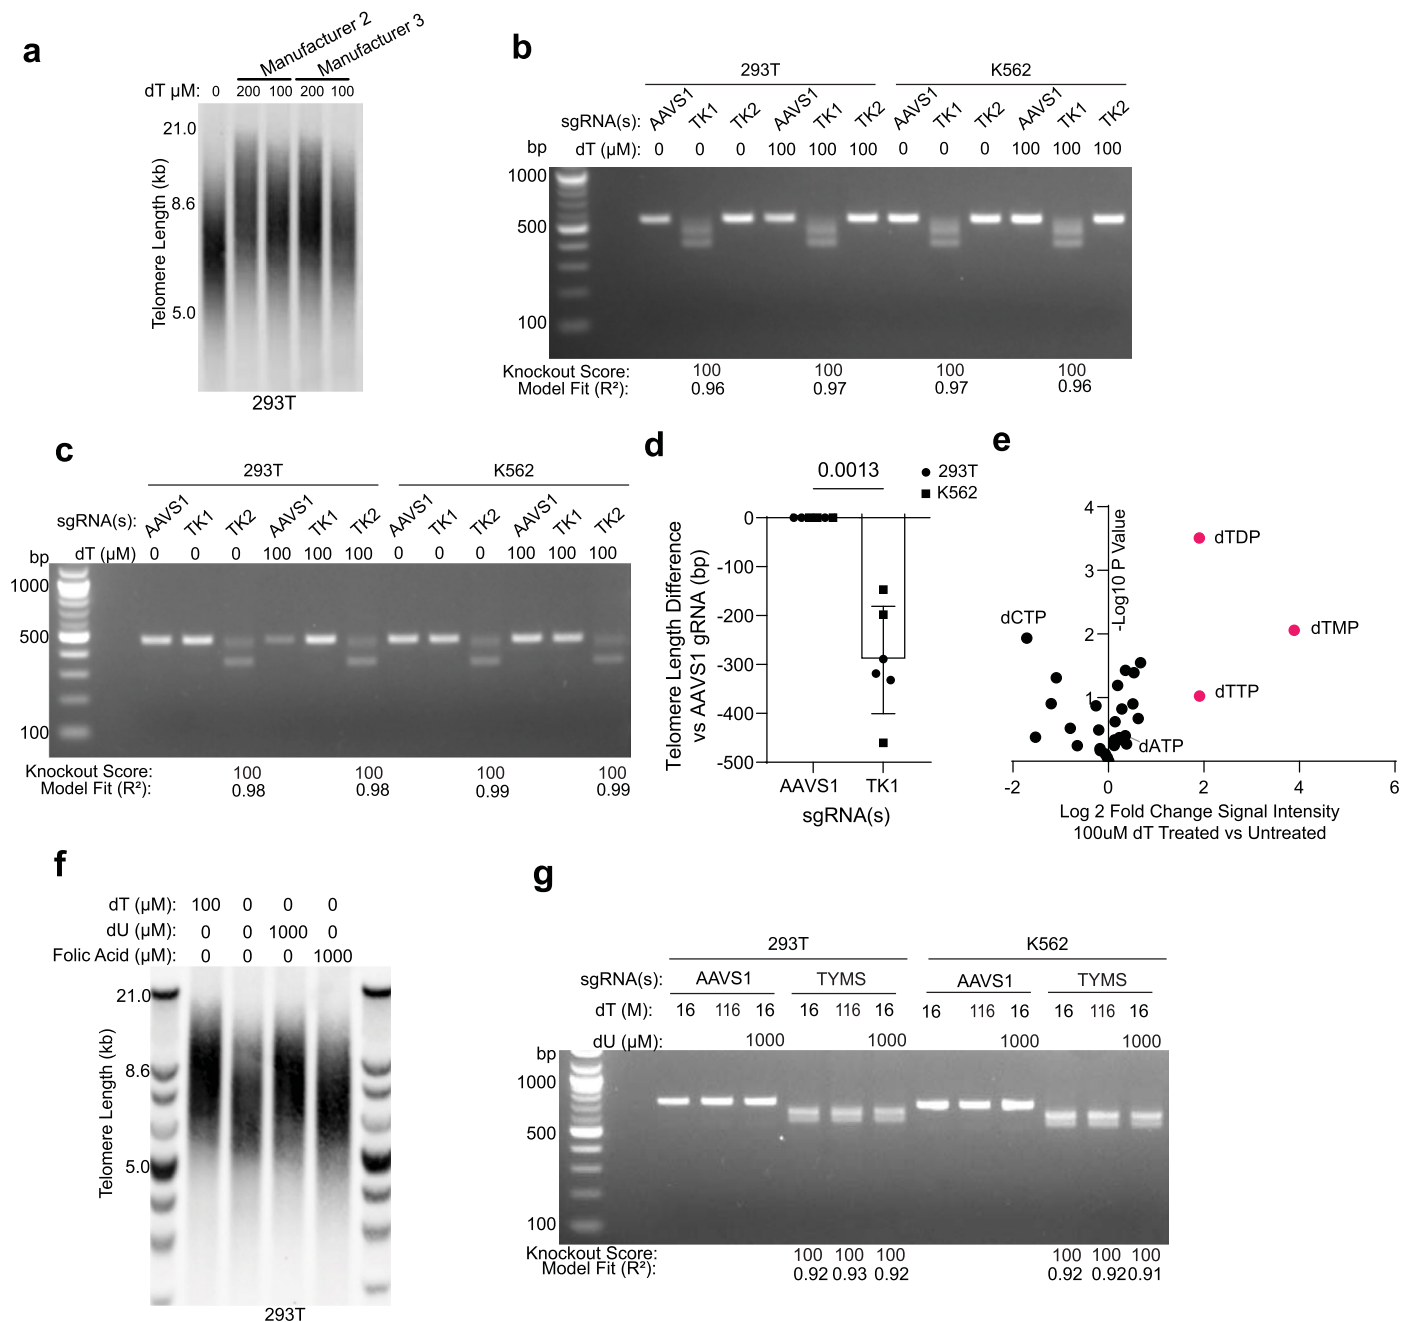 a
Manufacturer 2
Manufacturer 3
dT µM: 0 200 100 200 100
21.0
8.6
5.0
Telomere Length (kb)
293T
b
293T K562
sgRNA(s): AAVS1 TK1 TK2 AAVS1 TK1 TK2 AAVS1 TK1 TK2 AAVS1 TK1 TK2
bp dT (µM): 0 0 0 100 100 100 0 0 0 100 100 100
1000
500
100
Knockout Score: 100 100 100 100
Model Fit (R²): 0.96 0.97 0.97 0.96
c
293T K562
sgRNA(s): AAVS1 TK1 TK2 AAVS1 TK1 TK2 AAVS1 TK1 TK2 AAVS1 TK1 TK2
bp dT (µM) 0 0 0 100 100 100 0 0 0 100 100 100
1000
500
100
Knockout Score: 100 100 100 100
Model Fit (R²): 0.98 0.98 0.99 0.99
d
0.0013
293T
K562
0
-100
-200
-300
-400
-500
Telomere Length Difference
vs AAVS1 gRNA (bp)
AAVS1 TK1
sgRNA(s)
e
4
3
2
1
-Log10 P Value
dTDP
dCTP
dTMP
dTTP
dATP
-2 0 2 4 6
Log 2 Fold Change Signal Intensity
100uM dT Treated vs Untreated
f
dT (µM): 100 0 0 0
dU (µM): 0 0 1000 0
Folic Acid (µM): 0 0 0 1000
21.0
8.6
5.0
Telomere Length (kb)
293T
g
293T K562
sgRNA(s): AAVS1 TYMS AAVS1 TYMS
dT (M): 16 116 16 16 116 16 16 116 16 16 116 16
dU (µM): 1000 1000 1000 1000
bp
1000
500
100
Knockout Score: 100 100 100 100 100 100
Model Fit (R²): 0.92 0.93 0.92 0.92 0.92 0.91